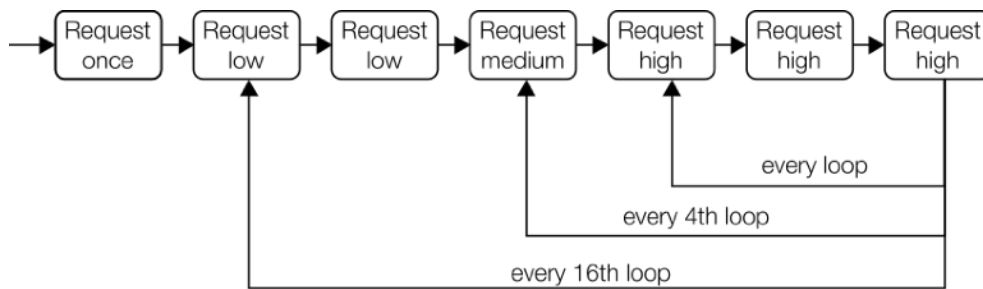 Request
once
Request
low
Request
low
Request
medium
Request
high
Request
high
Request
high
every loop
every 4th loop
every 16th loop